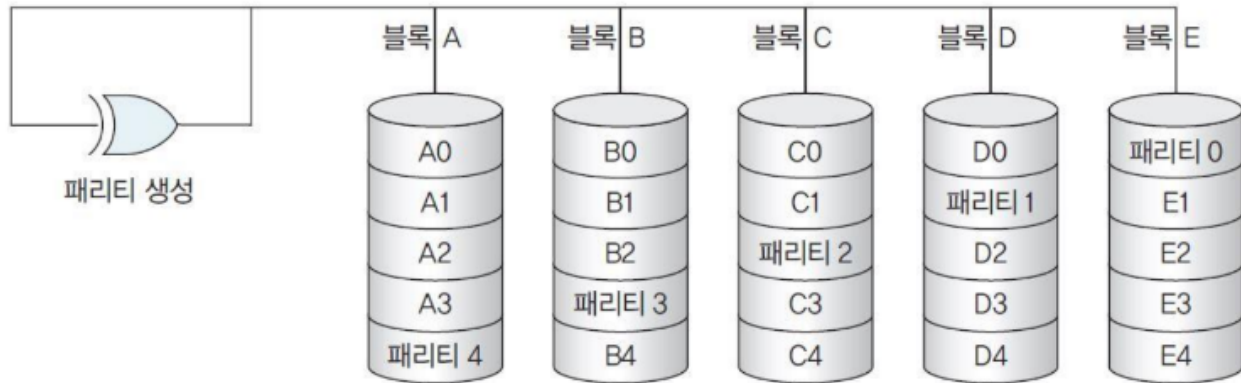 블록 A 블록 B 블록 C 블록 D 블록 E
A0 B0 C0 D0 패리티 0
패리티 생성
A1 B1 C1 패리티 1 E1
A2 B2 패리티 2 D2 E2
A3 패리티 3 C3 D3 E3
패리티 4 B4 C4 D4 E4